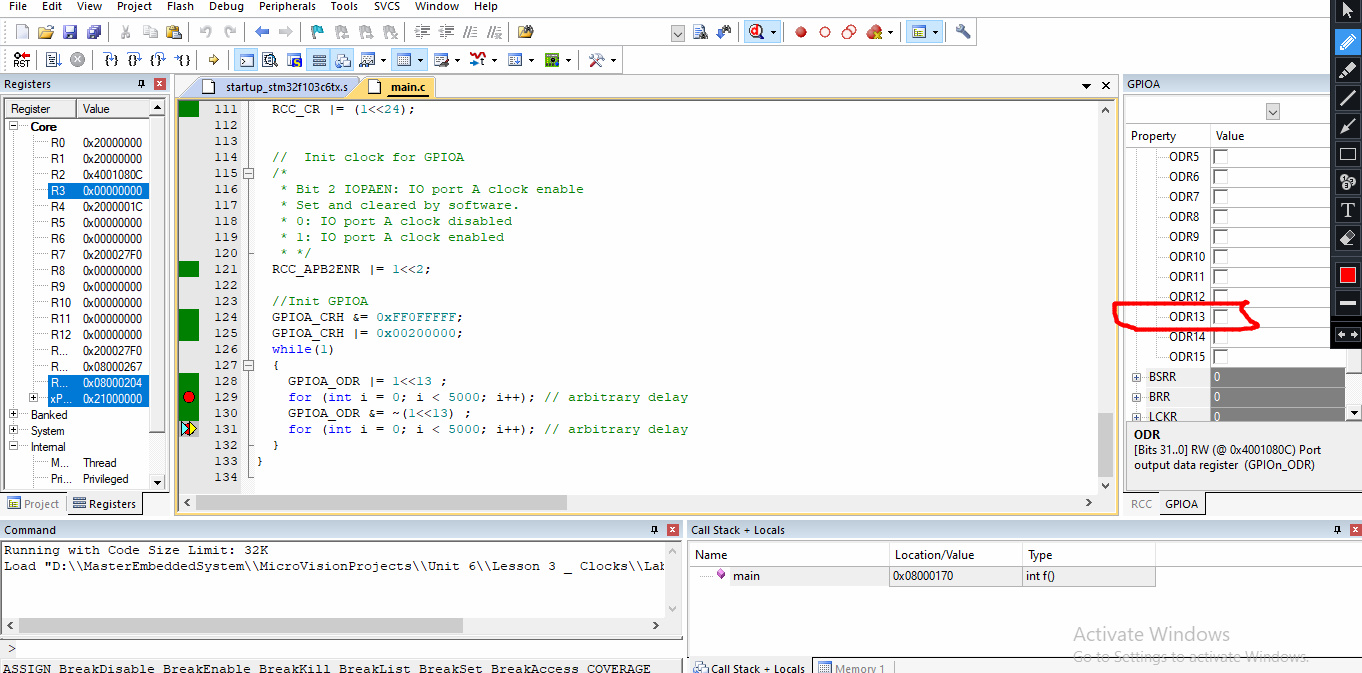 File Edit View Project Flash Debug Peripherals Tools SVCS Window Help
RST
Registers
Register Value
Core
R0 0x20000000
R1 0x20000000
R2 0x4001080C
R3 0x00000000
R4 0x2000001C
R5 0x00000000
R6 0x00000000
R7 0x200027F0
R8 0x00000000
R9 0x00000000
R10 0x00000000
R11 0x00000000
R12 0x00000000
R... 0x200027F0
R... 0x08000267
R... 0x08000204
xP... 0x21000000
Banked
System
Internal
M... Thread
Pri... Privileged
Project Registers
startup_stm32f103c6tx.s main.c
111 RCC_CR |= (1<<24);
112
113
114 // Init clock for GPIOA
115 /*
116 * Bit 2 IOPAEN: IO port A clock enable
117 * Set and cleared by software.
118 * 0: IO port A clock disabled
119 * 1: IO port A clock enabled
120 * */
121 RCC_APB2ENR |= 1<<2;
122
123 //Init GPIOA
124 GPIOA_CRH &= 0xFF0FFFFF;
125 GPIOA_CRH |= 0x00200000;
126 while(1)
127 {
128 GPIOA_ODR |= 1<<13 ;
129 for (int i = 0; i < 5000; i++); // arbitrary delay
130 GPIOA_ODR &= ~(1<<13) ;
131 for (int i = 0; i < 5000; i++); // arbitrary delay
132 }
133 }
134
GPIOA
Property Value
ODR5
ODR6
ODR7
ODR8
ODR9
ODR10
ODR11
ODR12
ODR13
ODR14
ODR15
BSRR 0
BRR 0
LCKR 0
ODR
[Bits 31..0] RW (@ 0x4001080C) Port
output data register (GPIOn_ODR)
RCC GPIOA
Command
Running with Code Size Limit: 32K
Load "D:\\MasterEmbeddedSystem\\MicroVisionProjects\\Unit 6\\Lesson 3 _ Clocks\\Lab
>
ASSIGN BreakDisable BreakEnable BreakKill BreakList BreakSet BreakAccess COVERAGE
Call Stack + Locals
Name Location/Value Type
main 0x08000170 int f()
Call Stack + Locals Memory 1
Activate Windows
Go to Settings to activate Windows.